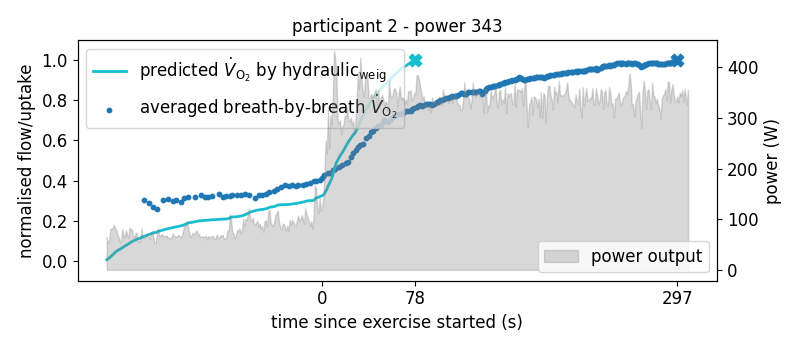 participant 2 - power 343
predicted V̇O₂ by hydraulicweig
averaged breath-by-breath V̇O₂
normalised flow/uptake
1.0
0.8
0.6
0.4
0.2
0.0
400
300
200
100
0
power (W)
power output
0 78 297
time since exercise started (s)